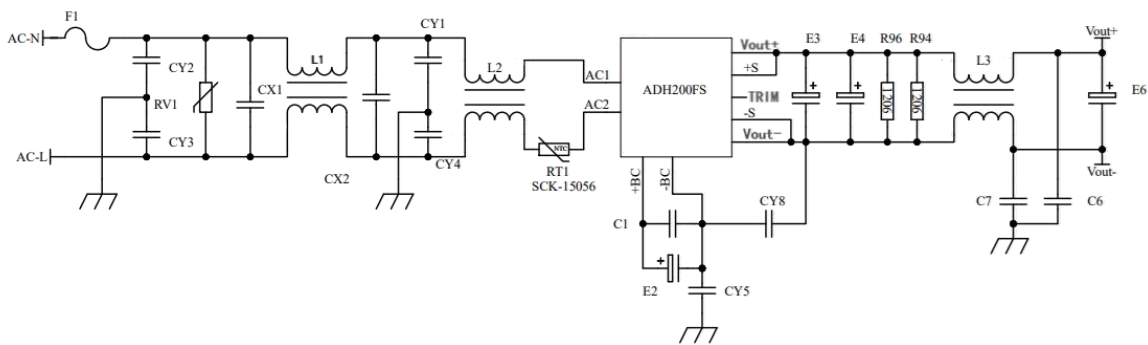 F1
AC-N
CY2
RV1
CY3
AC-L
CX1
L1
CX2
CY1
CY4
L2
NTC
RT1
SCK-15056
AC1
AC2
ADH200FS
Vout+
+S
TRIM
-S
Vout-
+BC
-BC
C1
+
E2
CY5
CY8
E3
+
E4
+
R96
1206
R94
1206
L3
Vout+
+
E6
Vout-
C7
C6